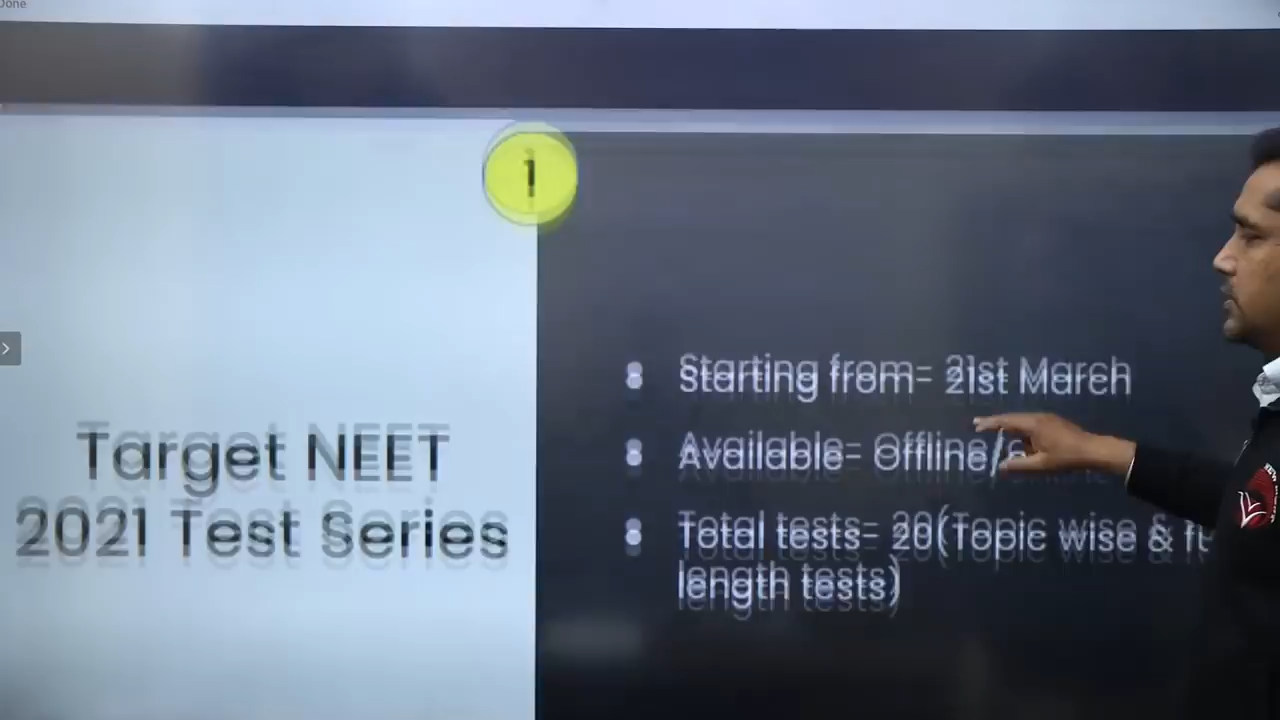 Done
1
Target NEET
2021 Test Series
Starting from= 21st March
Available= Offline/
Total tests= 20(Topic wise &
length tests)